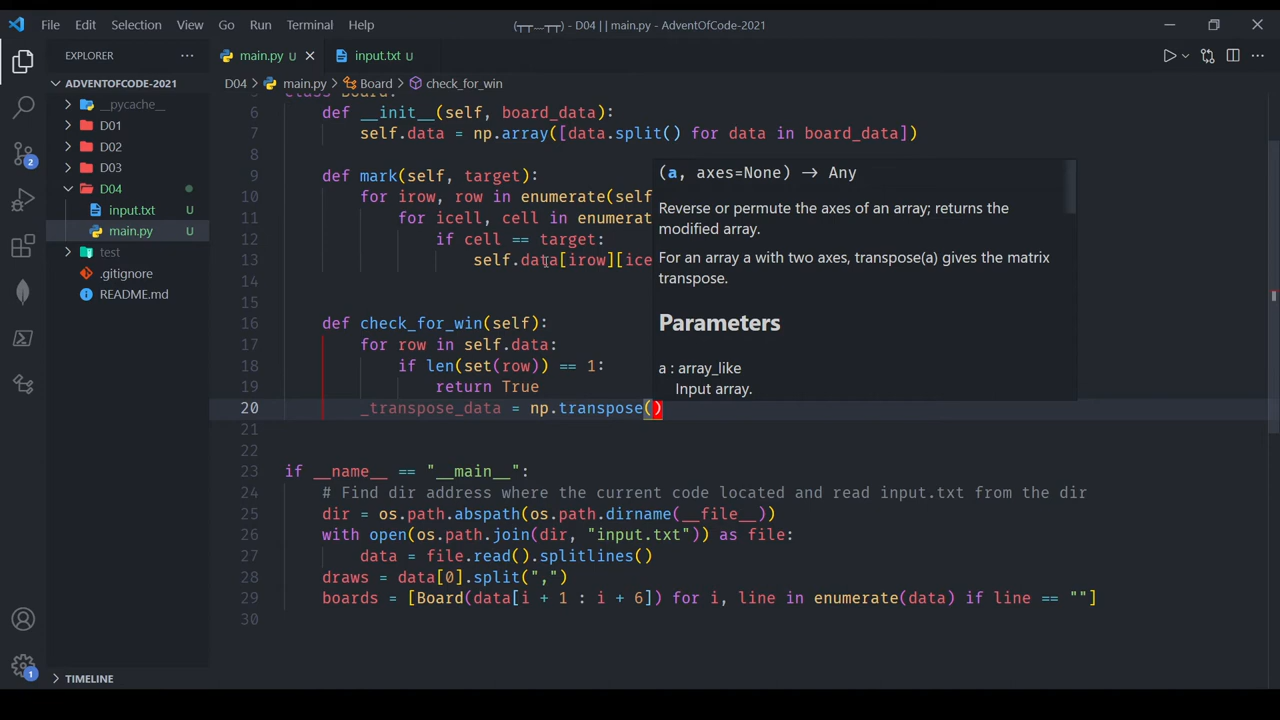 File Edit Selection View Go Run Terminal Help (╥﹏╥) - D04 | | main.py - AdventOfCode-2021
EXPLORER ... main.py U input.txt U
ADVENTOFCODE-2021
D04 > main.py > Board > check_for_win
__pycache__
D01
D02
D03
D04
input.txt U
main.py U
test
.gitignore
README.md
TIMELINE
6 def __init__(self, board_data):
7 self.data = np.array([data.split() for data in board_data])
8
9 def mark(self, target):
10 for irow, row in enumerate(self
11 for icell, cell in enumerat
12 if cell == target:
13 self.data[irow][ice
14
15
16 def check_for_win(self):
17 for row in self.data:
18 if len(set(row)) == 1:
19 return True
20 _transpose_data = np.transpose()
21
22
23 if __name__ == "__main__":
24 # Find dir address where the current code located and read input.txt from the dir
25 dir = os.path.abspath(os.path.dirname(__file__))
26 with open(os.path.join(dir, "input.txt")) as file:
27 data = file.read().splitlines()
28 draws = data[0].split(",")
29 boards = [Board(data[i + 1 : i + 6]) for i, line in enumerate(data) if line == ""]
30
(a, axes=None) -> Any
Reverse or permute the axes of an array; returns the
modified array.
For an array a with two axes, transpose(a) gives the matrix
transpose.
Parameters
a : array_like
Input array.
2
1